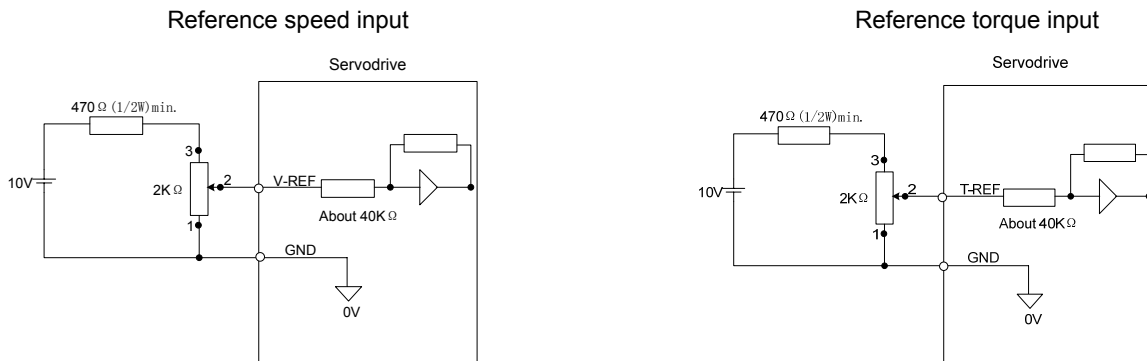 Reference speed input
Servodrive
470Ω(1/2W)min.
3
10V
2KΩ
2
V-REF
About 40KΩ
1
GND
0V
Reference torque input
Servodrive
470Ω(1/2W)min.
3
10V
2KΩ
2
T-REF
About 40KΩ
1
GND
0V